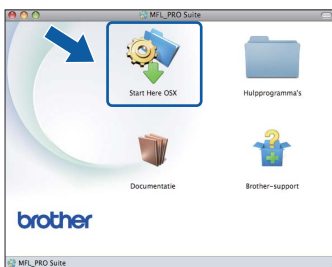 MFL_PRO Suite
Start Here OSX
Hulpprogramma's
Documentatie
Brother-support
brother
MFL_PRO Suite